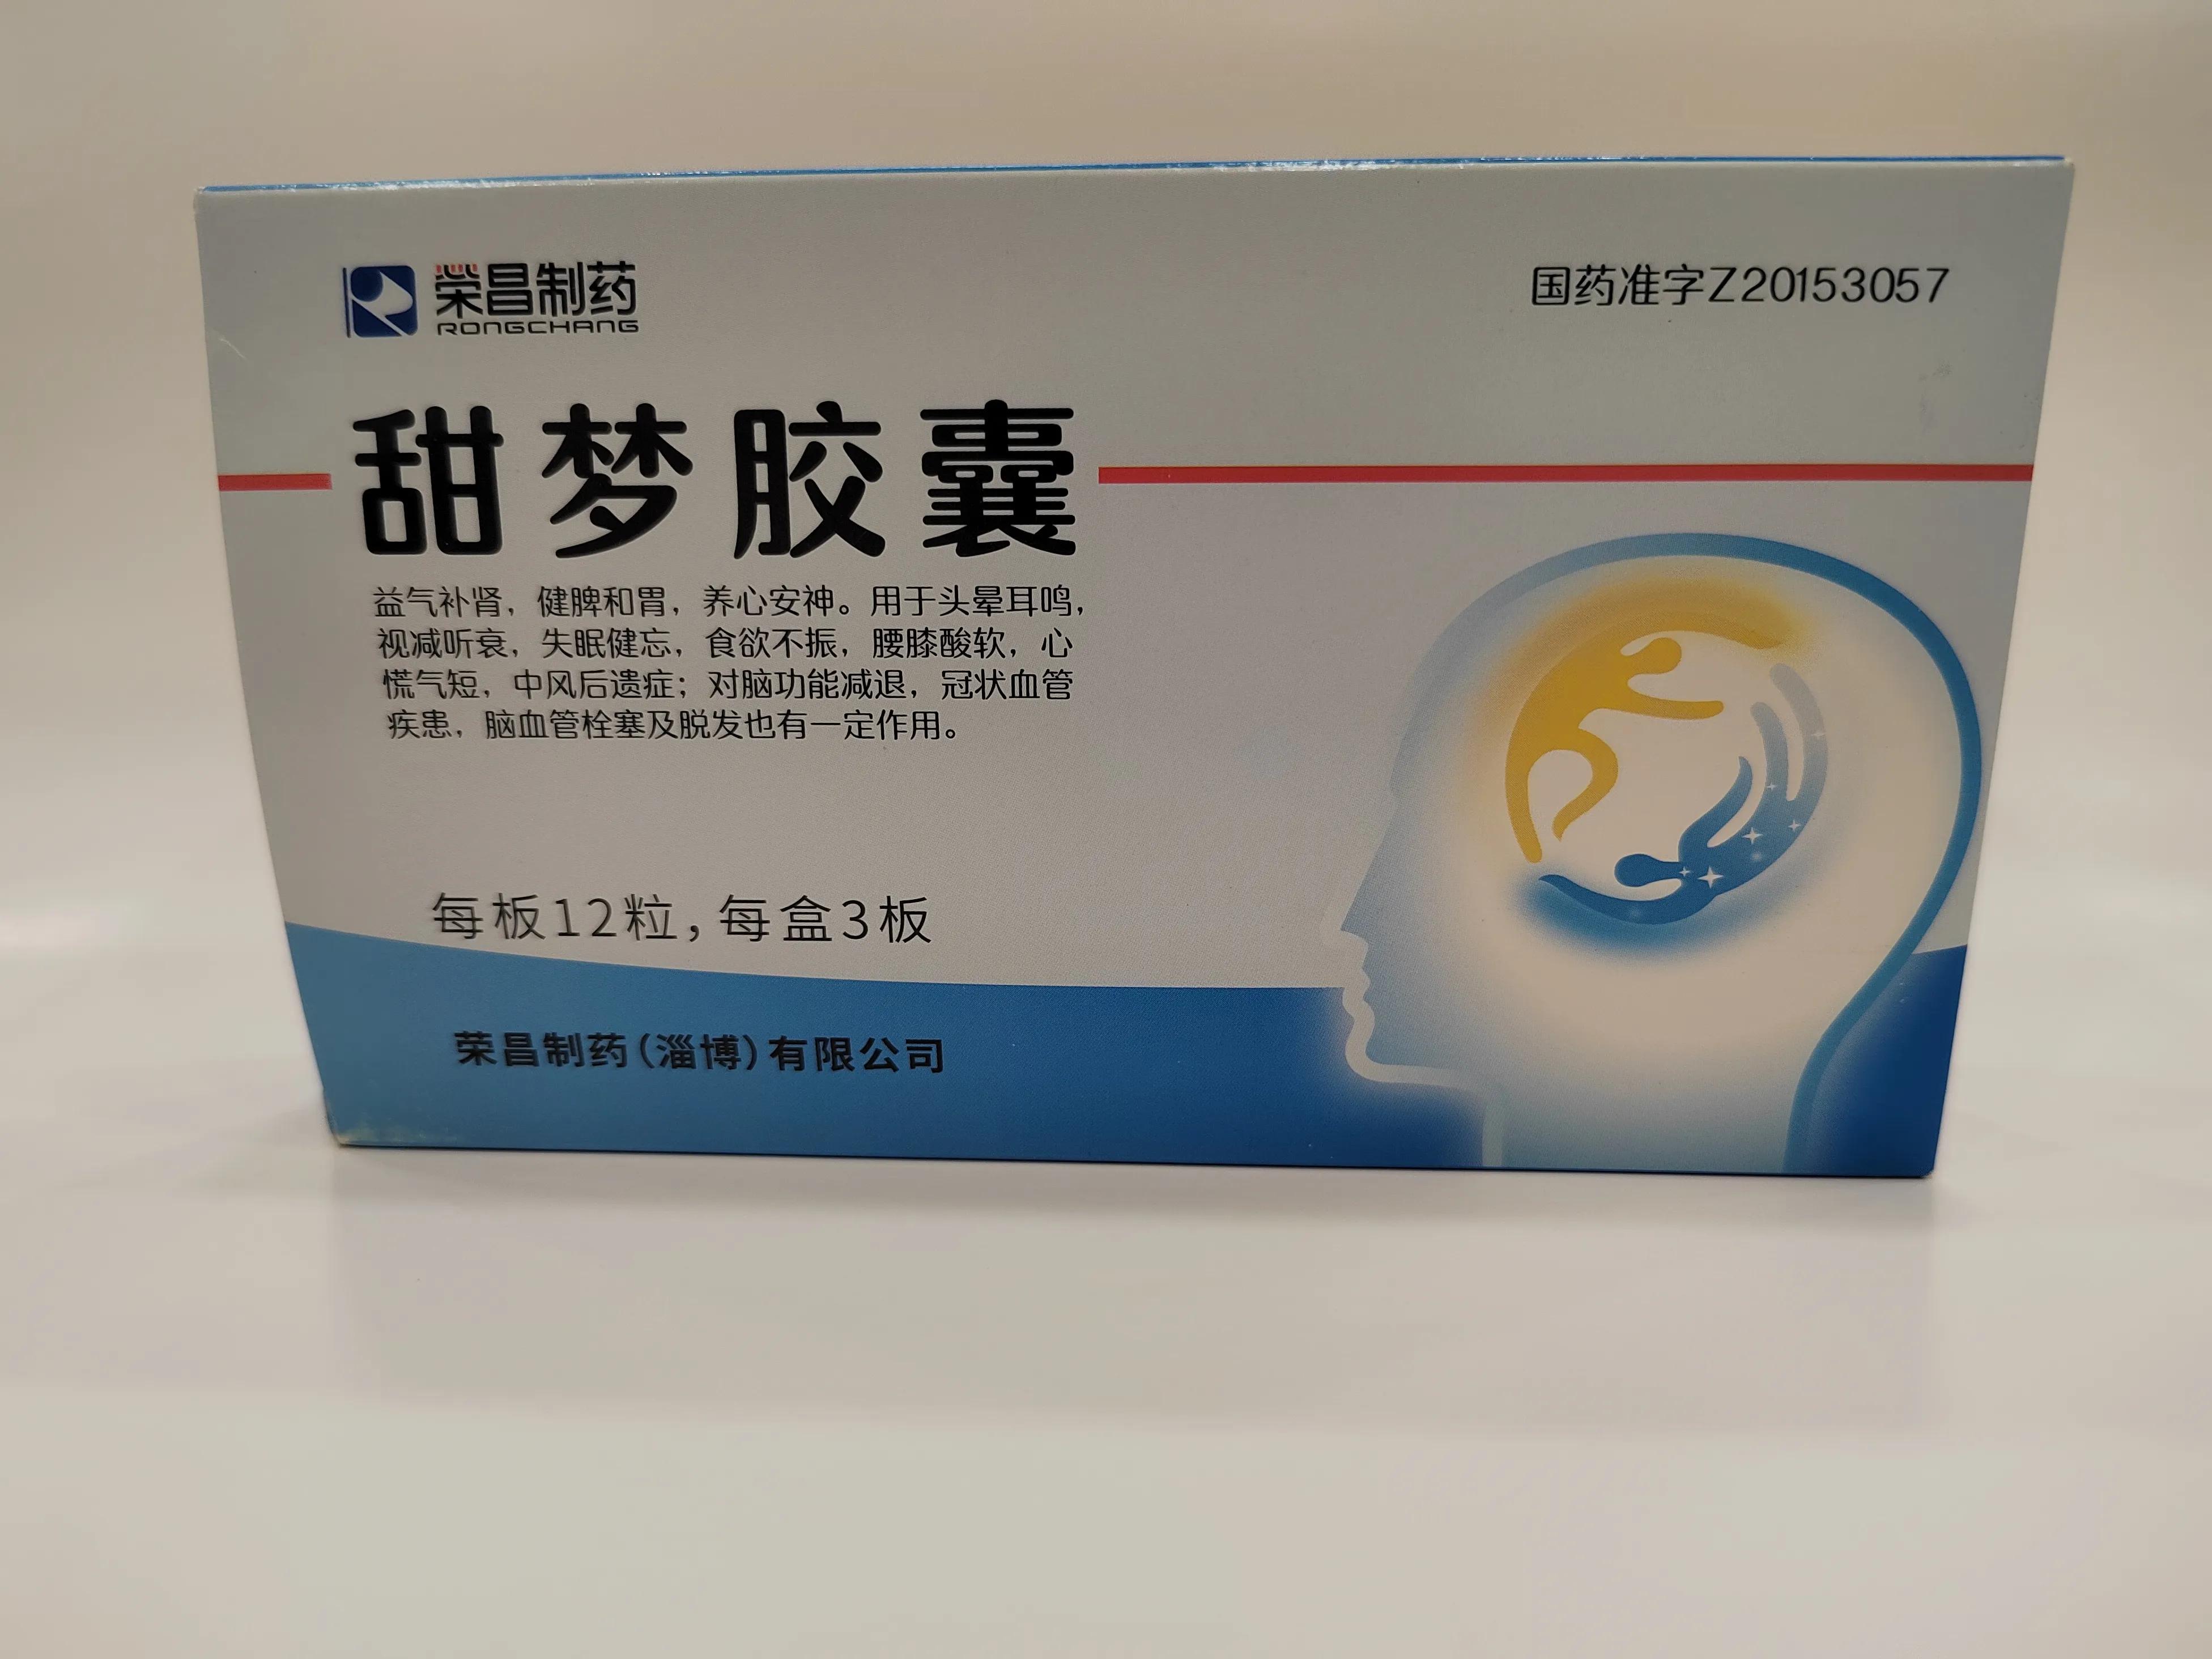 荣昌制药
RONGCHANG
国药准字Z20153057
甜梦胶囊
益气补肾，健脾和胃，养心安神。用于头晕耳鸣，
视减听衰，失眠健忘，食欲不振，腰膝酸软，心
慌气短，中风后遗症；对脑功能减退，冠状血管
疾患，脑血管栓塞及脱发也有一定作用。
每板12粒，每盒3板
荣昌制药（淄博）有限公司